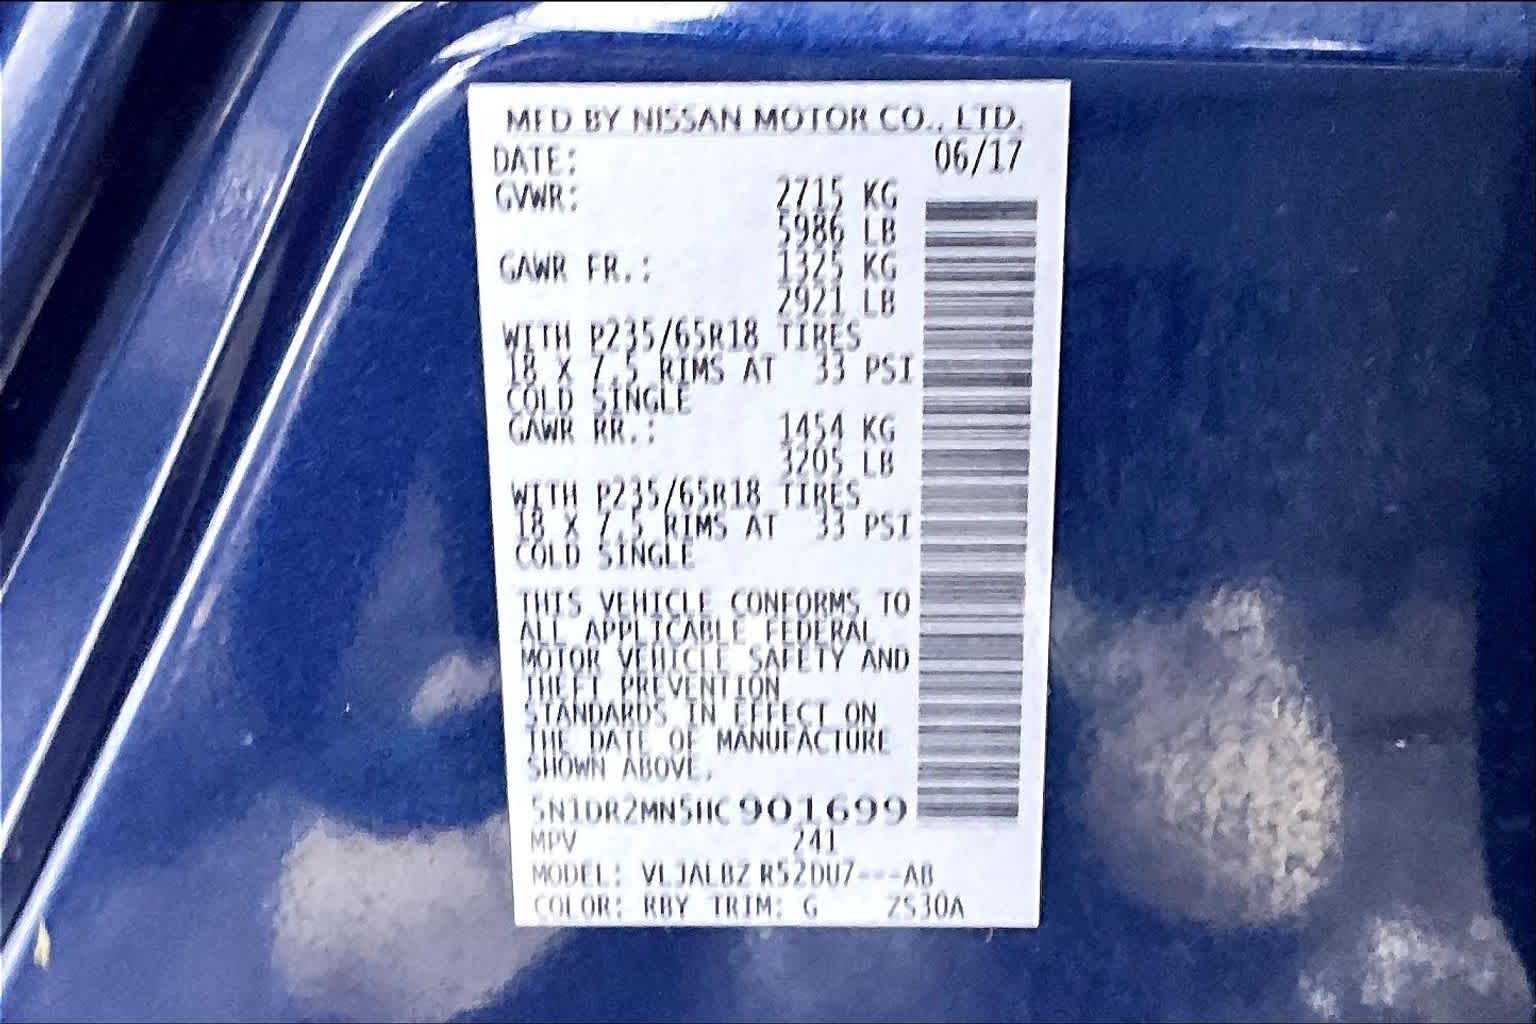 MFD BY NISSAN MOTOR CO., LTD.
DATE: 06/17
GVWR: 2715 KG
5986 LB
GAWR FR.: 1325 KG
2921 LB
WITH P235/65R18 TIRES
18 X 7.5 RIMS AT 33 PSI
COLD SINGLE
GAWR RR.: 1454 KG
3205 LB
WITH P235/65R18 TIRES
18 X 7.5 RIMS AT 33 PSI
COLD SINGLE
THIS VEHICLE CONFORMS TO
ALL APPLICABLE FEDERAL
MOTOR VEHICLE SAFETY AND
THEFT PREVENTION
STANDARDS IN EFFECT ON
THE DATE OF MANUFACTURE
SHOWN ABOVE.
5N1DR2MN5HC901699
MPV 241
MODEL: VLJALBZ R52DU7---AB
COLOR: RBY TRIM: G ZS30A